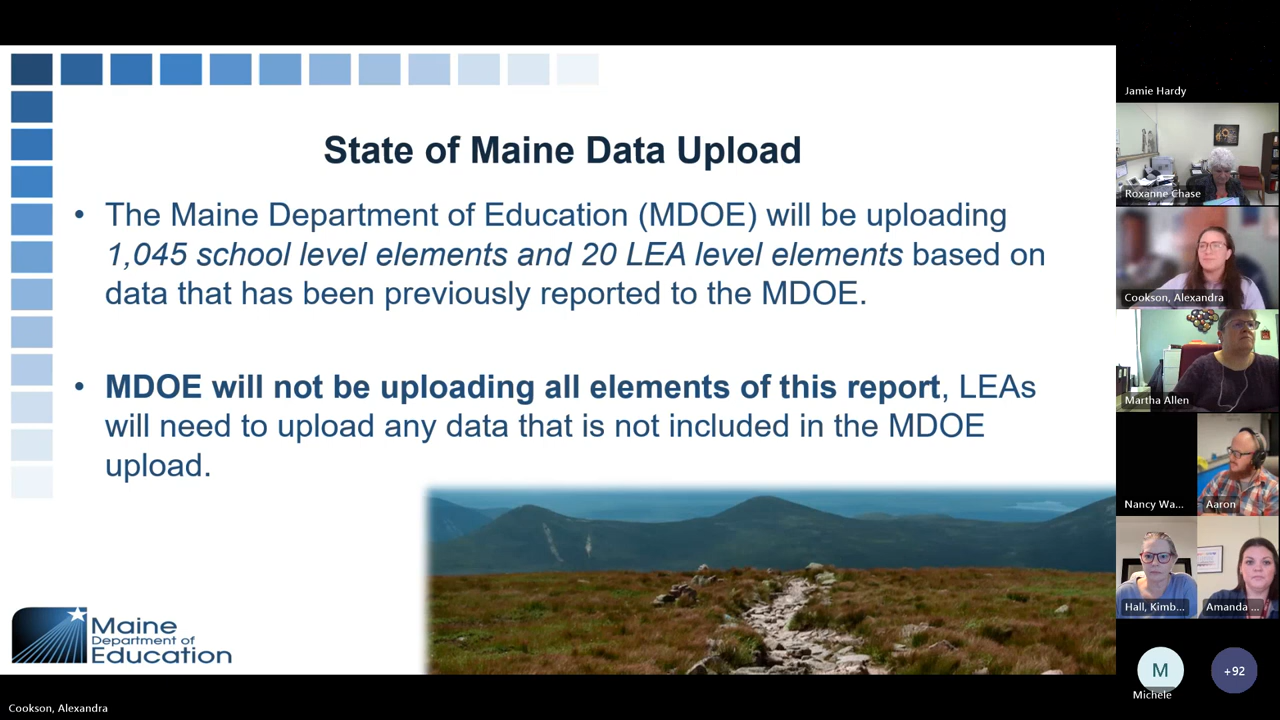 State of Maine Data Upload
• The Maine Department of Education (MDOE) will be uploading
1,045 school level elements and 20 LEA level elements based on
data that has been previously reported to the MDOE.
• MDOE will not be uploading all elements of this report, LEAs
will need to upload any data that is not included in the MDOE
upload.
Maine
Department of
Education
Jamie Hardy
Roxanne Chase
Cookson, Alexandra
Martha Allen
Nancy Wa...
Aaron
Hall, Kimb...
Amanda ...
M
+92
Michele
Cookson, Alexandra